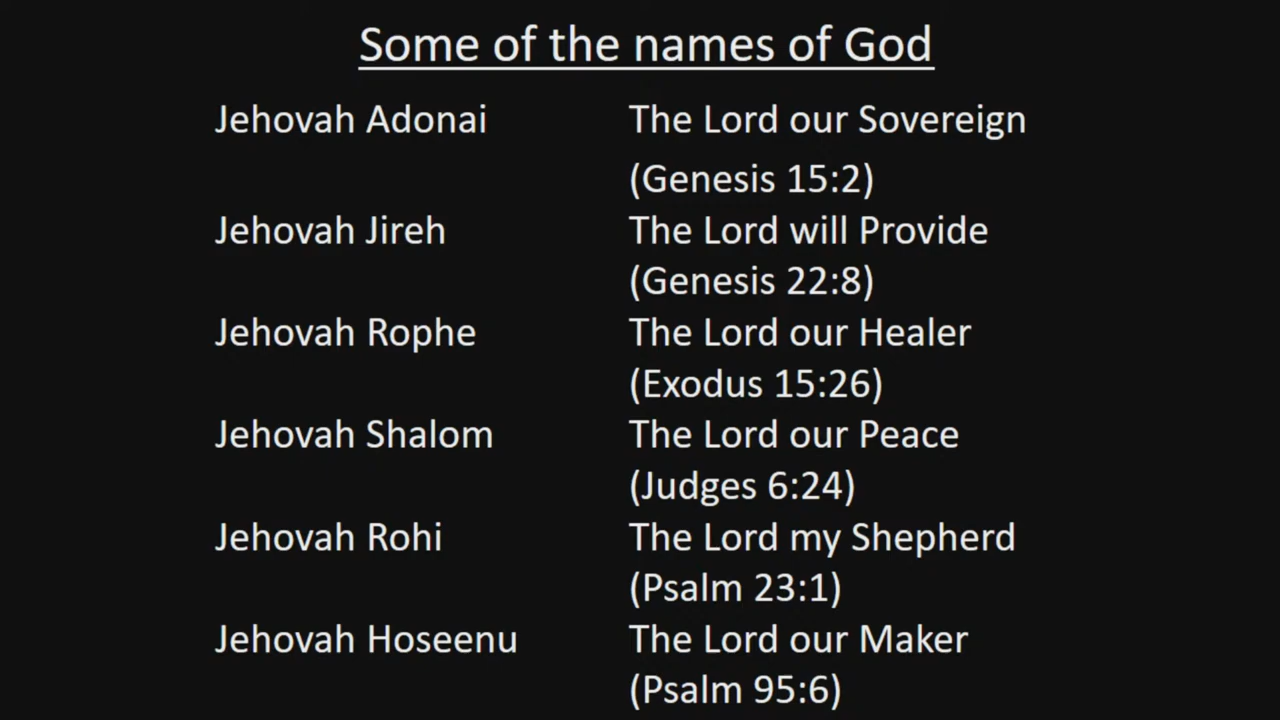 Some of the names of God
Jehovah Adonai The Lord our Sovereign
(Genesis 15:2)
Jehovah Jireh The Lord will Provide
(Genesis 22:8)
Jehovah Rophe The Lord our Healer
(Exodus 15:26)
Jehovah Shalom The Lord our Peace
(Judges 6:24)
Jehovah Rohi The Lord my Shepherd
(Psalm 23:1)
Jehovah Hoseenu The Lord our Maker
(Psalm 95:6)